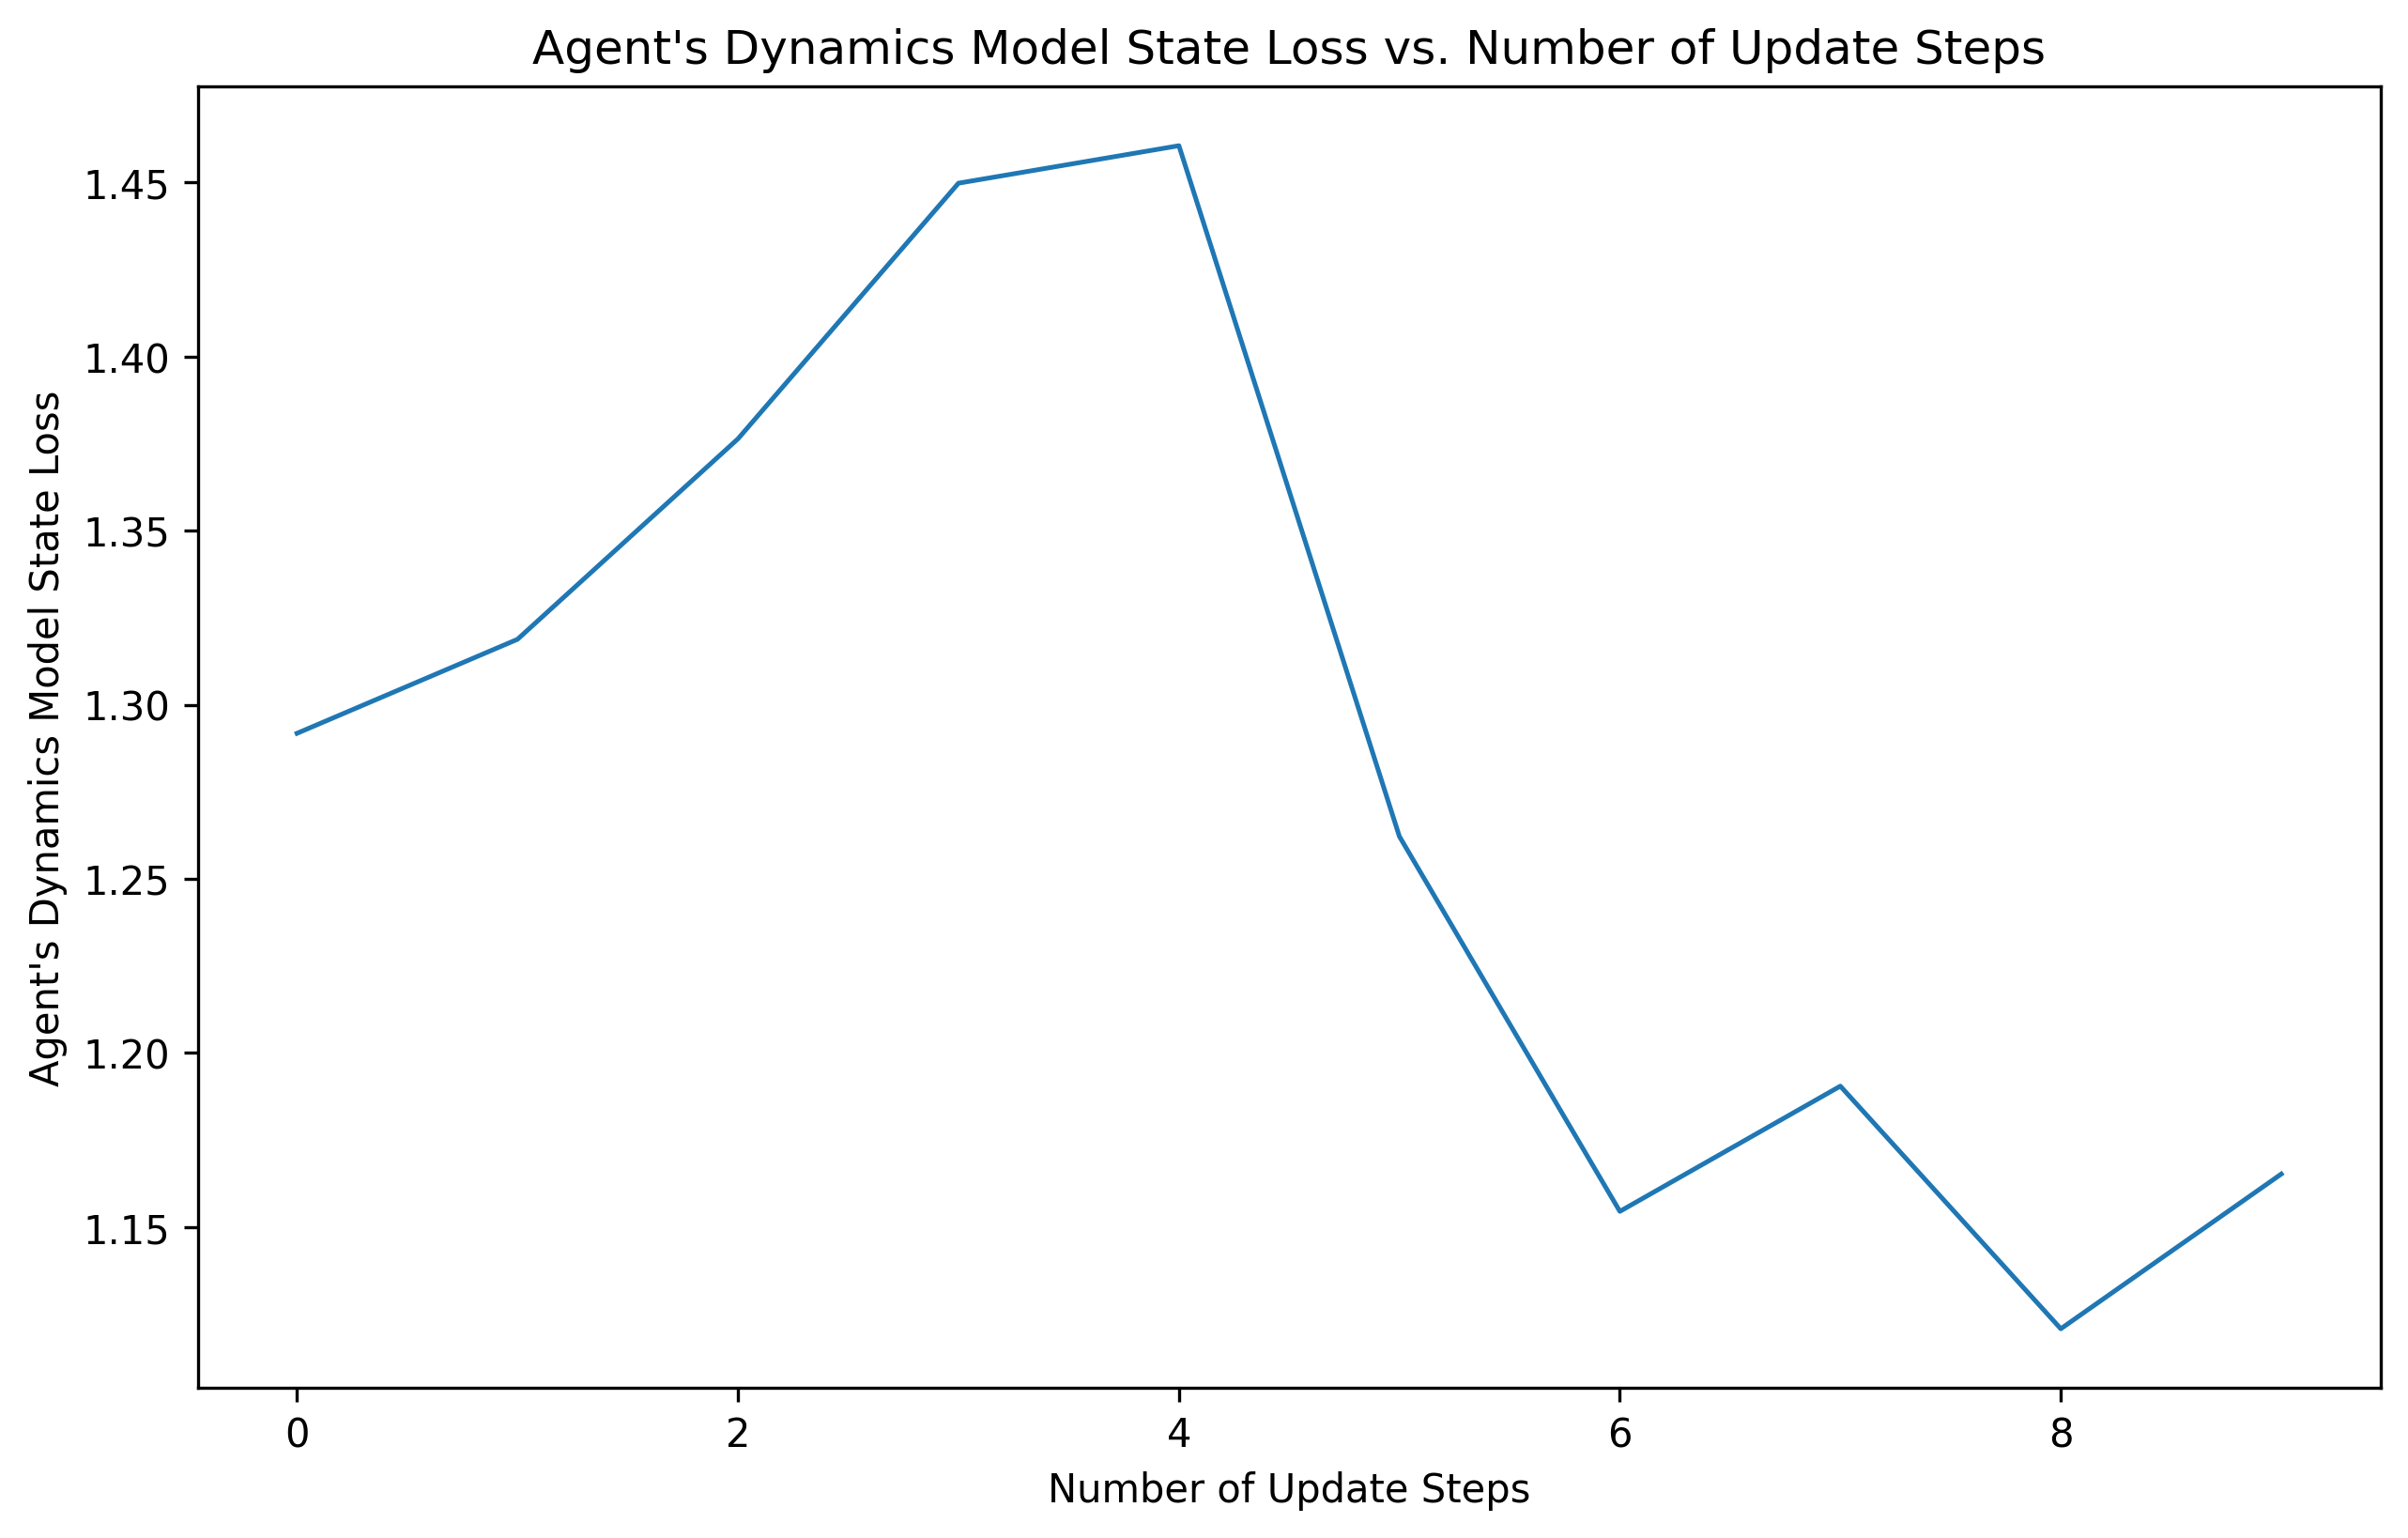 Agent's Dynamics Model State Loss vs. Number of Update Steps
Agent's Dynamics Model State Loss
1.45
1.40
1.35
1.30
1.25
1.20
1.15
0 2 4 6 8
Number of Update Steps